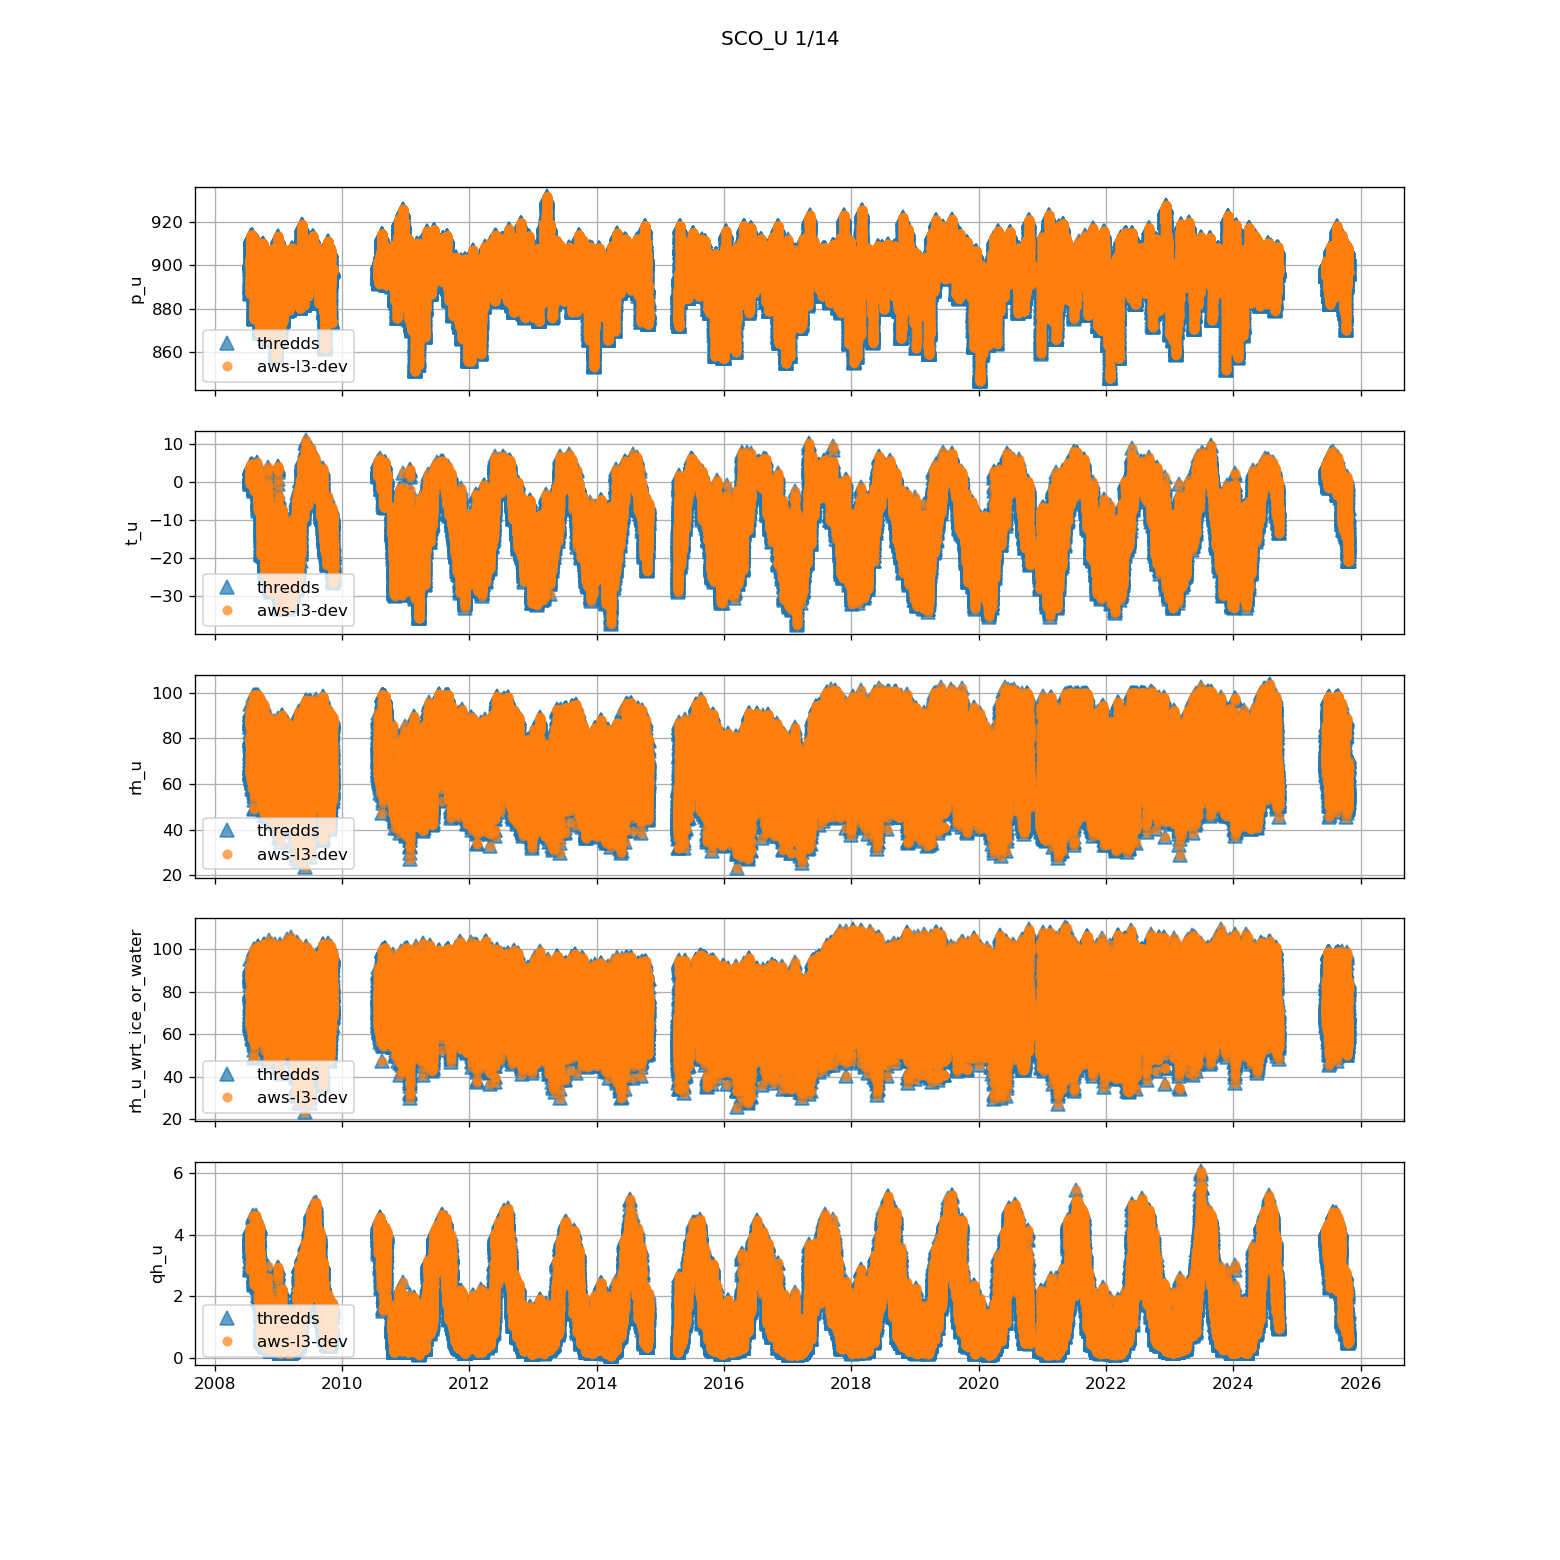 SCO_U 1/14
920
900
880
860
p_u
thredds
aws-l3-dev
10
0
−10
−20
−30
t_u
thredds
aws-l3-dev
100
80
60
40
20
rh_u
thredds
aws-l3-dev
100
80
60
40
20
rh_u_wrt_ice_or_water
thredds
aws-l3-dev
6
4
2
0
qh_u
thredds
aws-l3-dev
2008 2010 2012 2014 2016 2018 2020 2022 2024 2026